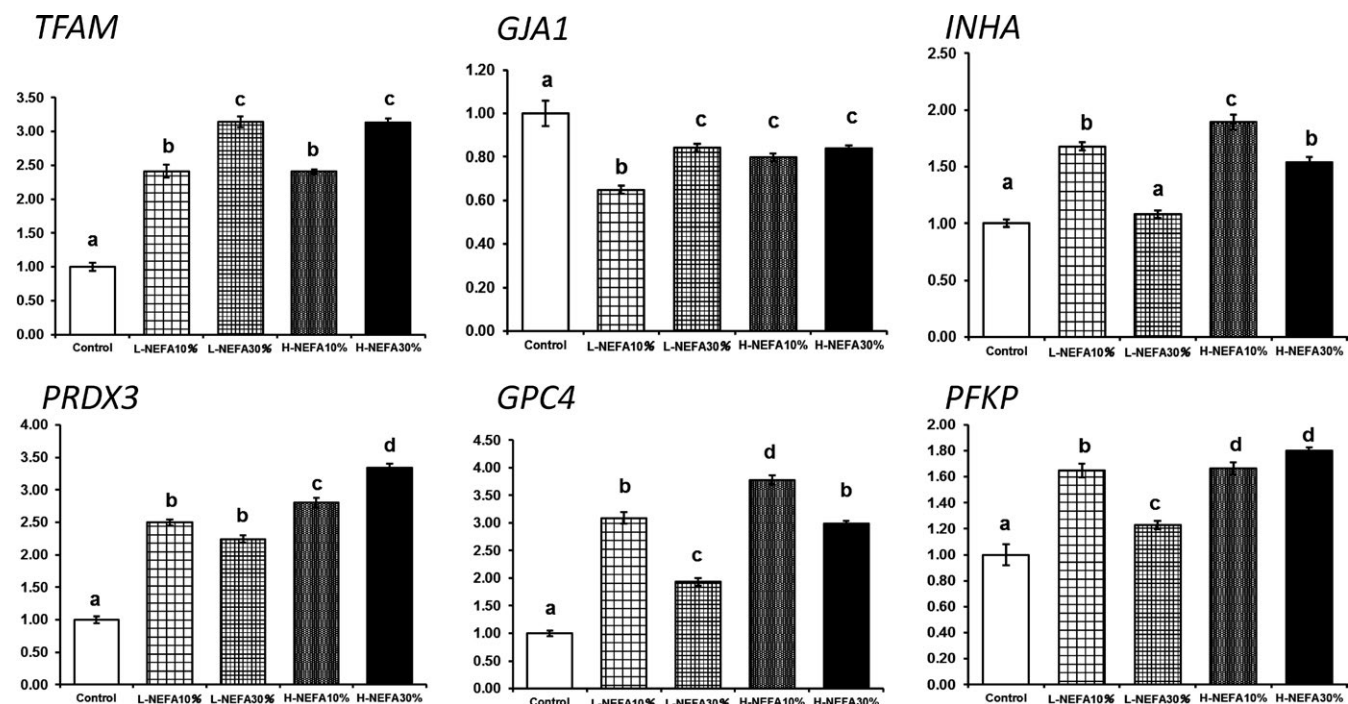 TFAM
3.50
3.00
2.50
2.00
1.50
1.00
0.50
0.00
a
b
c
b
c
Control L-NEFA10% L-NEFA30% H-NEFA10% H-NEFA30%
GJA1
1.20
1.00
0.80
0.60
0.40
0.20
0.00
a
b
c
c
c
Control L-NEFA10% L-NEFA30% H-NEFA10% H-NEFA30%
INHA
2.50
2.00
1.50
1.00
0.50
0.00
a
b
a
c
b
Control L-NEFA10% L-NEFA30% H-NEFA10% H-NEFA30%
PRDX3
4.00
3.50
3.00
2.50
2.00
1.50
1.00
0.50
0.00
a
b
b
c
d
Control L-NEFA10% L-NEFA30% H-NEFA10% H-NEFA30%
GPC4
4.50
4.00
3.50
3.00
2.50
2.00
1.50
1.00
0.50
0.00
a
b
c
d
b
Control L-NEFA10% L-NEFA30% H-NEFA10% H-NEFA30%
PFKP
2.00
1.80
1.60
1.40
1.20
1.00
0.80
0.60
0.40
0.20
0.00
a
b
c
d
d
Control L-NEFA10% L-NEFA30% H-NEFA10% H-NEFA30%